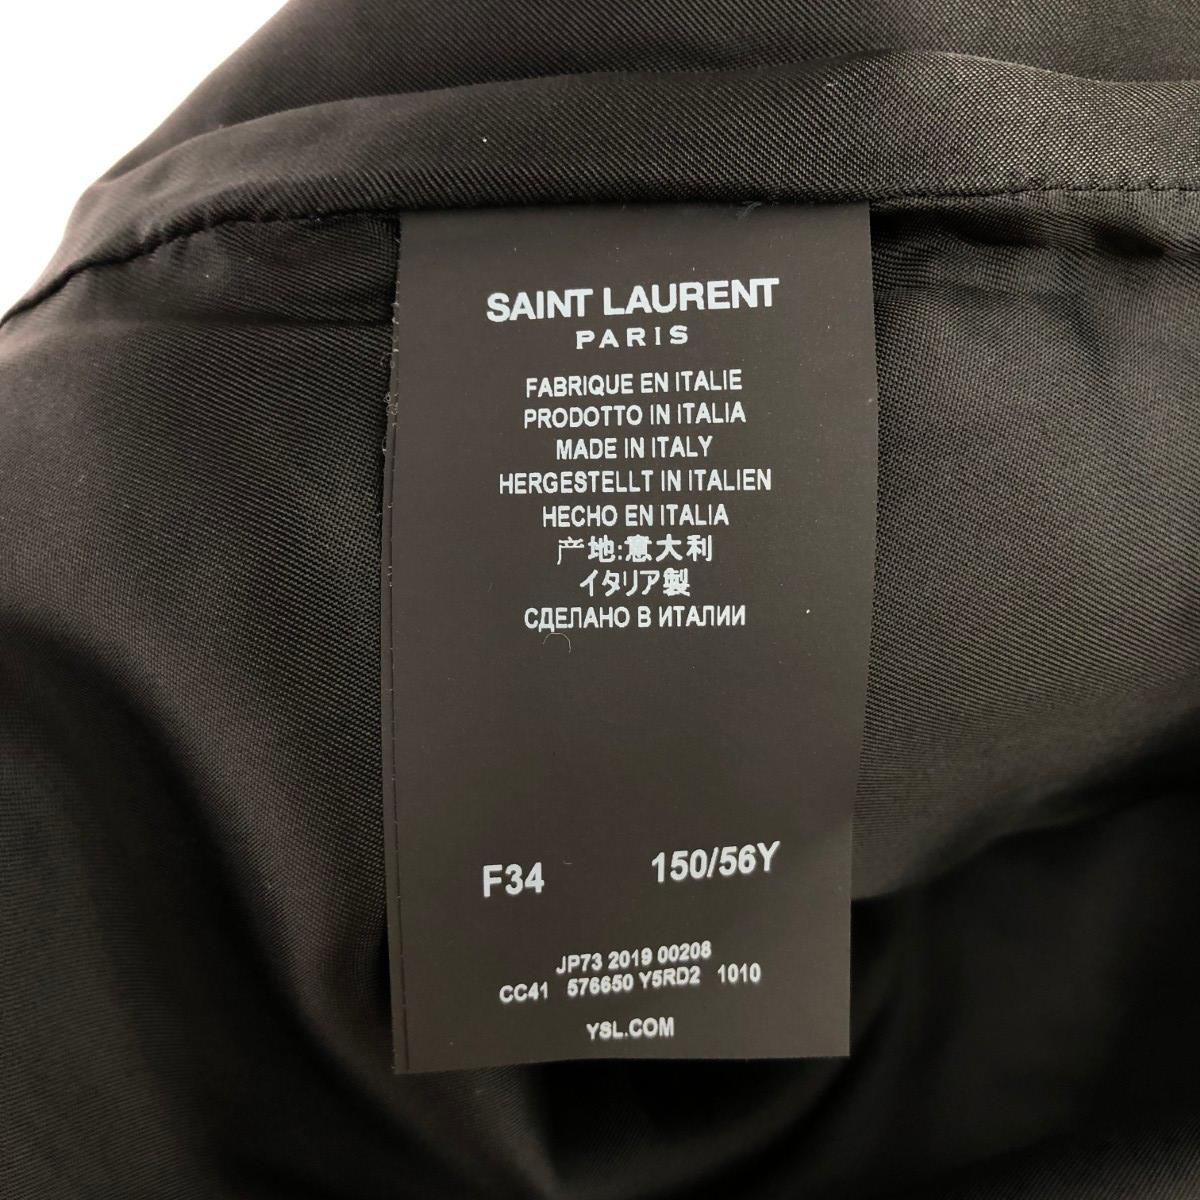 SAINT LAURENT
PARIS
FABRIQUE EN ITALIE
PRODOTTO IN ITALIA
MADE IN ITALY
HERGESTELLT IN ITALIEN
HECHO EN ITALIA
产地:意大利
イタリア製
СДЕЛАНО В ИТАЛИИ
F34 150/56Y
JP73 2019 00208
CC41 576650 Y5RD2 1010
YSL.COM